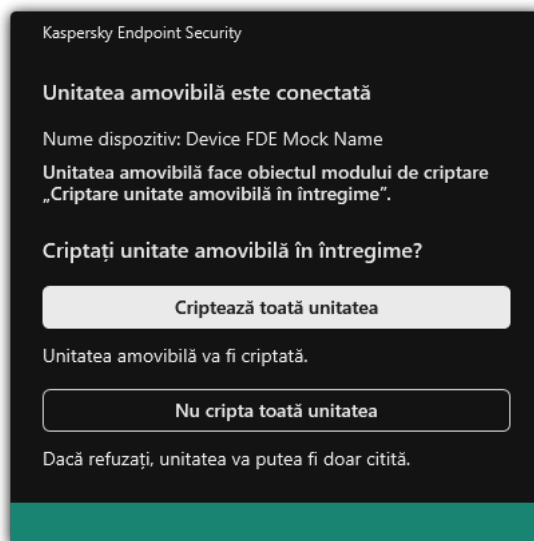 Kaspersky Endpoint Security
Unitatea amovibilă este conectată
Nume dispozitiv: Device FDE Mock Name
Unitatea amovibilă face obiectul modului de criptare
„Criptare unitate amovibilă în întregime”.
Criptați unitate amovibilă în întregime?
Criptează toată unitatea
Unitatea amovibilă va fi criptată.
Nu cripta toată unitatea
Dacă refuzați, unitatea va putea fi doar citită.